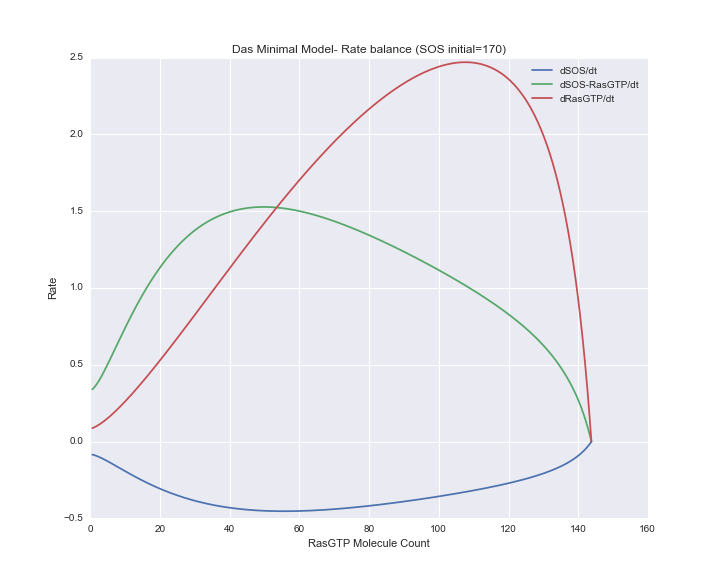 Das Minimal Model- Rate balance (SOS initial=170)
dSOS/dt
dSOS-RasGTP/dt
dRasGTP/dt
2.5
2.0
1.5
1.0
0.5
0.0
−0.5
Rate
0 20 40 60 80 100 120 140 160
RasGTP Molecule Count